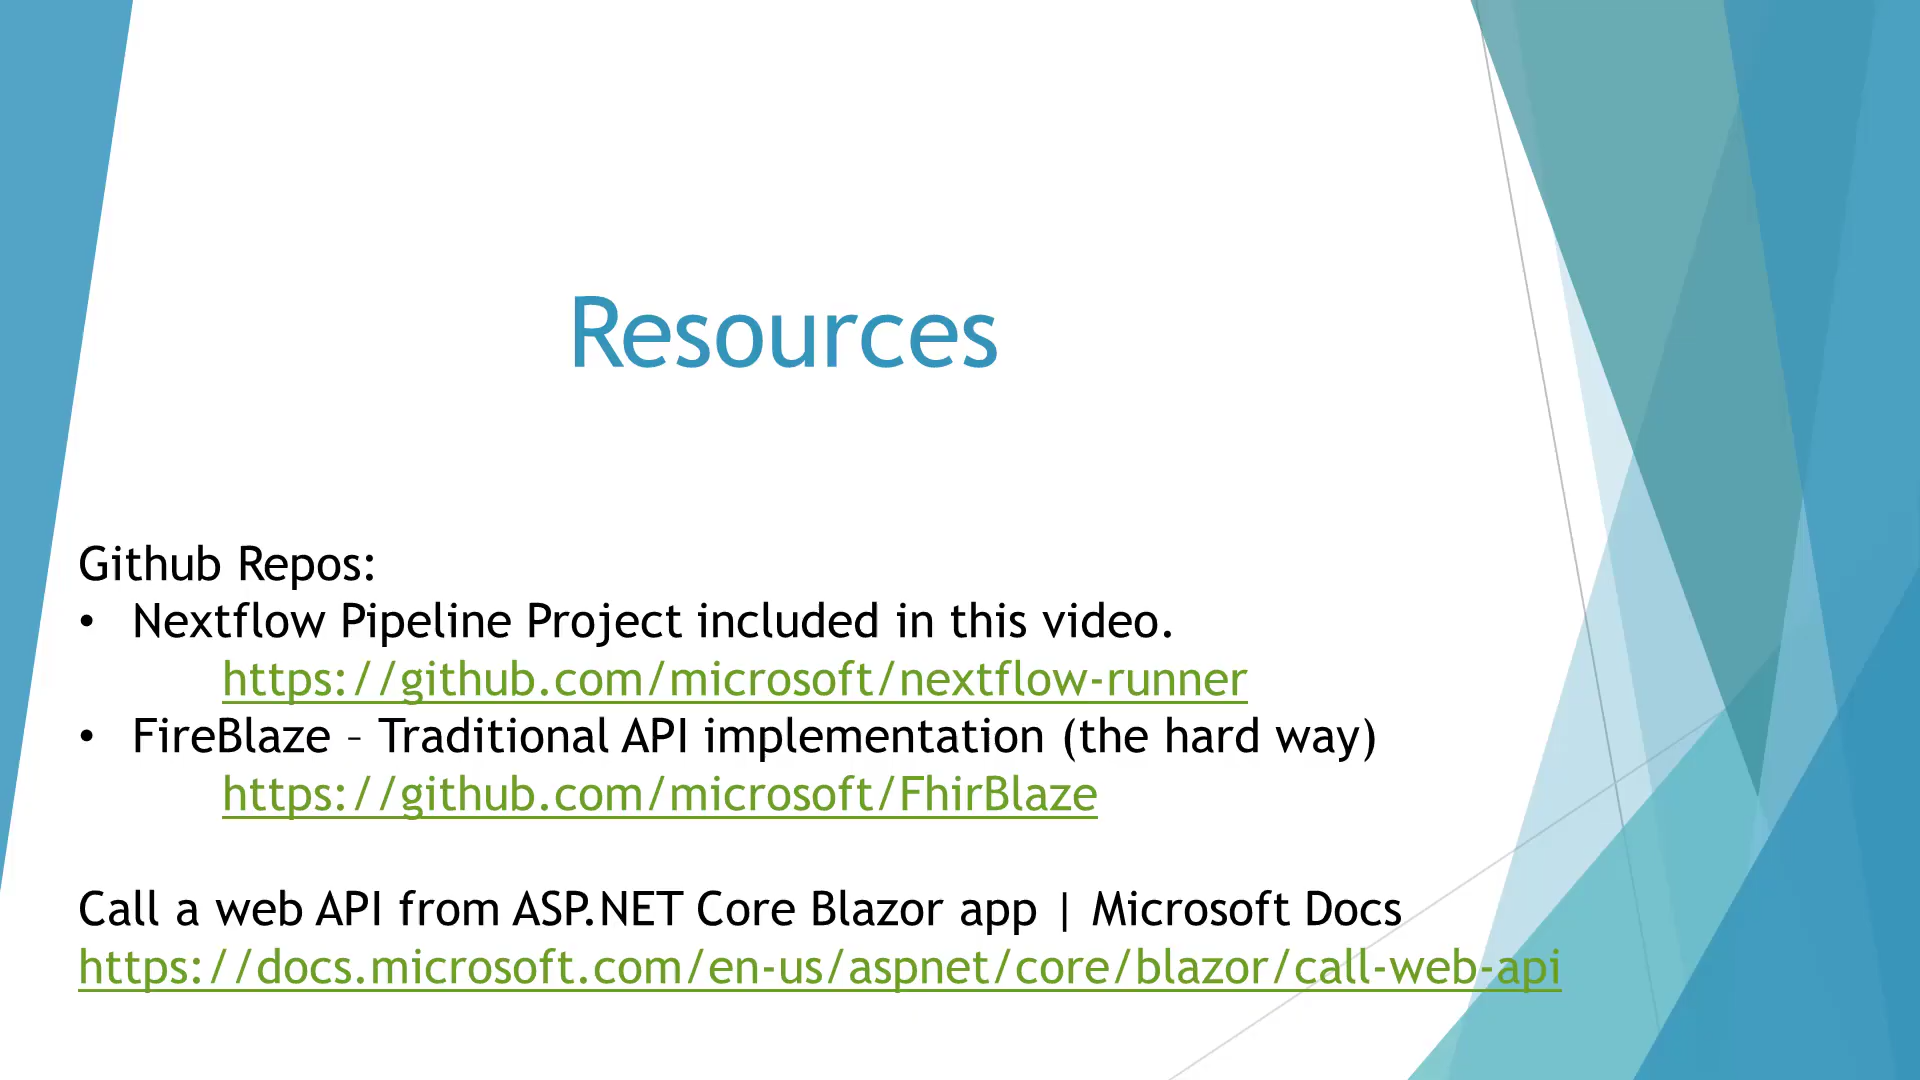 Resources
Github Repos:
• Nextflow Pipeline Project included in this video.
https://github.com/microsoft/nextflow-runner
• FireBlaze – Traditional API implementation (the hard way)
https://github.com/microsoft/FhirBlaze
Call a web API from ASP.NET Core Blazor app | Microsoft Docs
https://docs.microsoft.com/en-us/aspnet/core/blazor/call-web-api